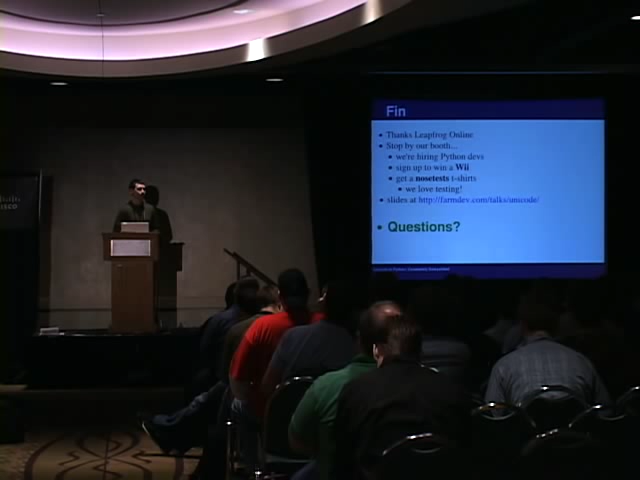 Fin
Thanks Leapfrog Online
Stop by our booth...
we're hiring Python devs
sign up to win a Wii
get a nosetests t-shirts
we love testing!
slides at http://farmdev.com/talks/unicode/
Questions?